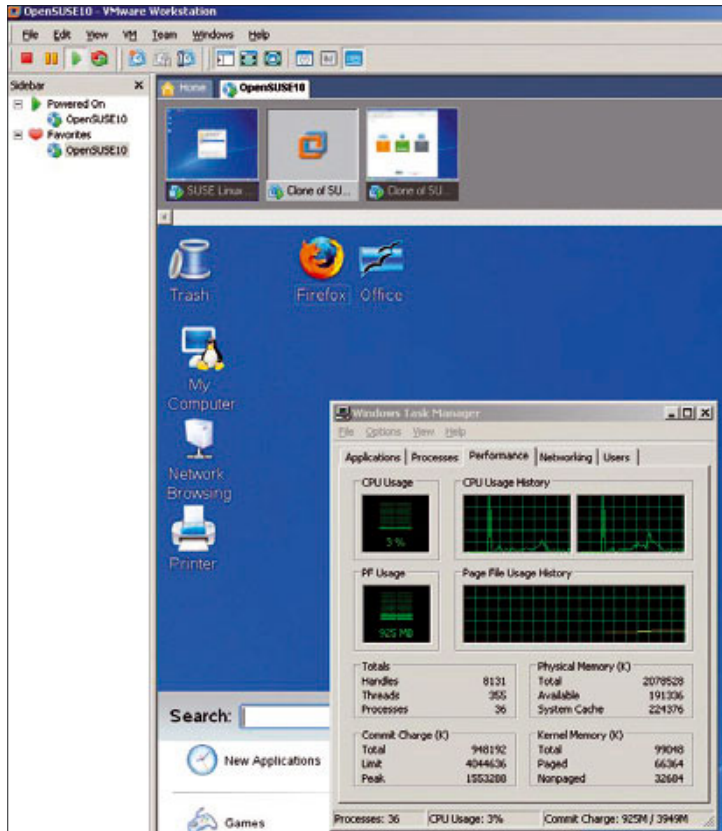 OpenSUSE10 - VMware Workstation
File Edit View VM Team Windows Help
Sidebar
Powered On
OpenSUSE10
Favorites
OpenSUSE10
Home OpenSUSE10
SUSE Linux... Clone of SU... Clone of SU...
Trash Firefox Office
My
Computer
Network
Browsing
Printer
Windows Task Manager
File Options View Help
Applications Processes Performance Networking Users
CPU Usage CPU Usage History
3 %
PF Usage Page File Usage History
925 MB
Totals
Handles 8131
Threads 355
Processes 36
Physical Memory (K)
Total 2078528
Available 191336
System Cache 224376
Commit Charge (K)
Total 948192
Limit 4044636
Peak 1553288
Kernel Memory (K)
Total 99048
Paged 66364
Nonpaged 32684
Processes: 36 CPU Usage: 3% Commit Charge: 925M / 3949M
Search:
New Applications
Games